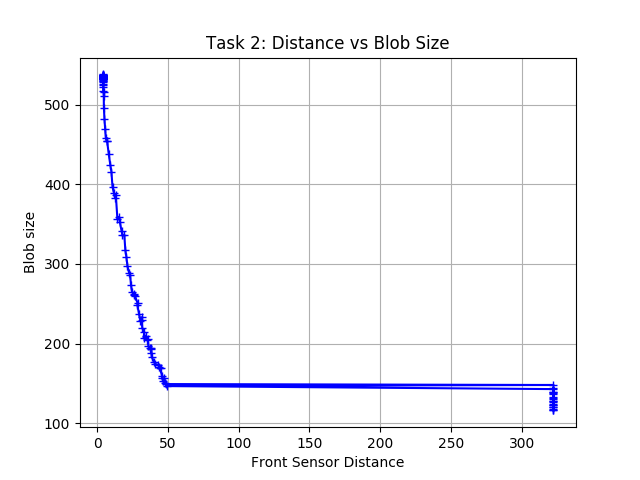 Task 2: Distance vs Blob Size
500
400
300
200
100
Blob size
0 50 100 150 200 250 300
Front Sensor Distance